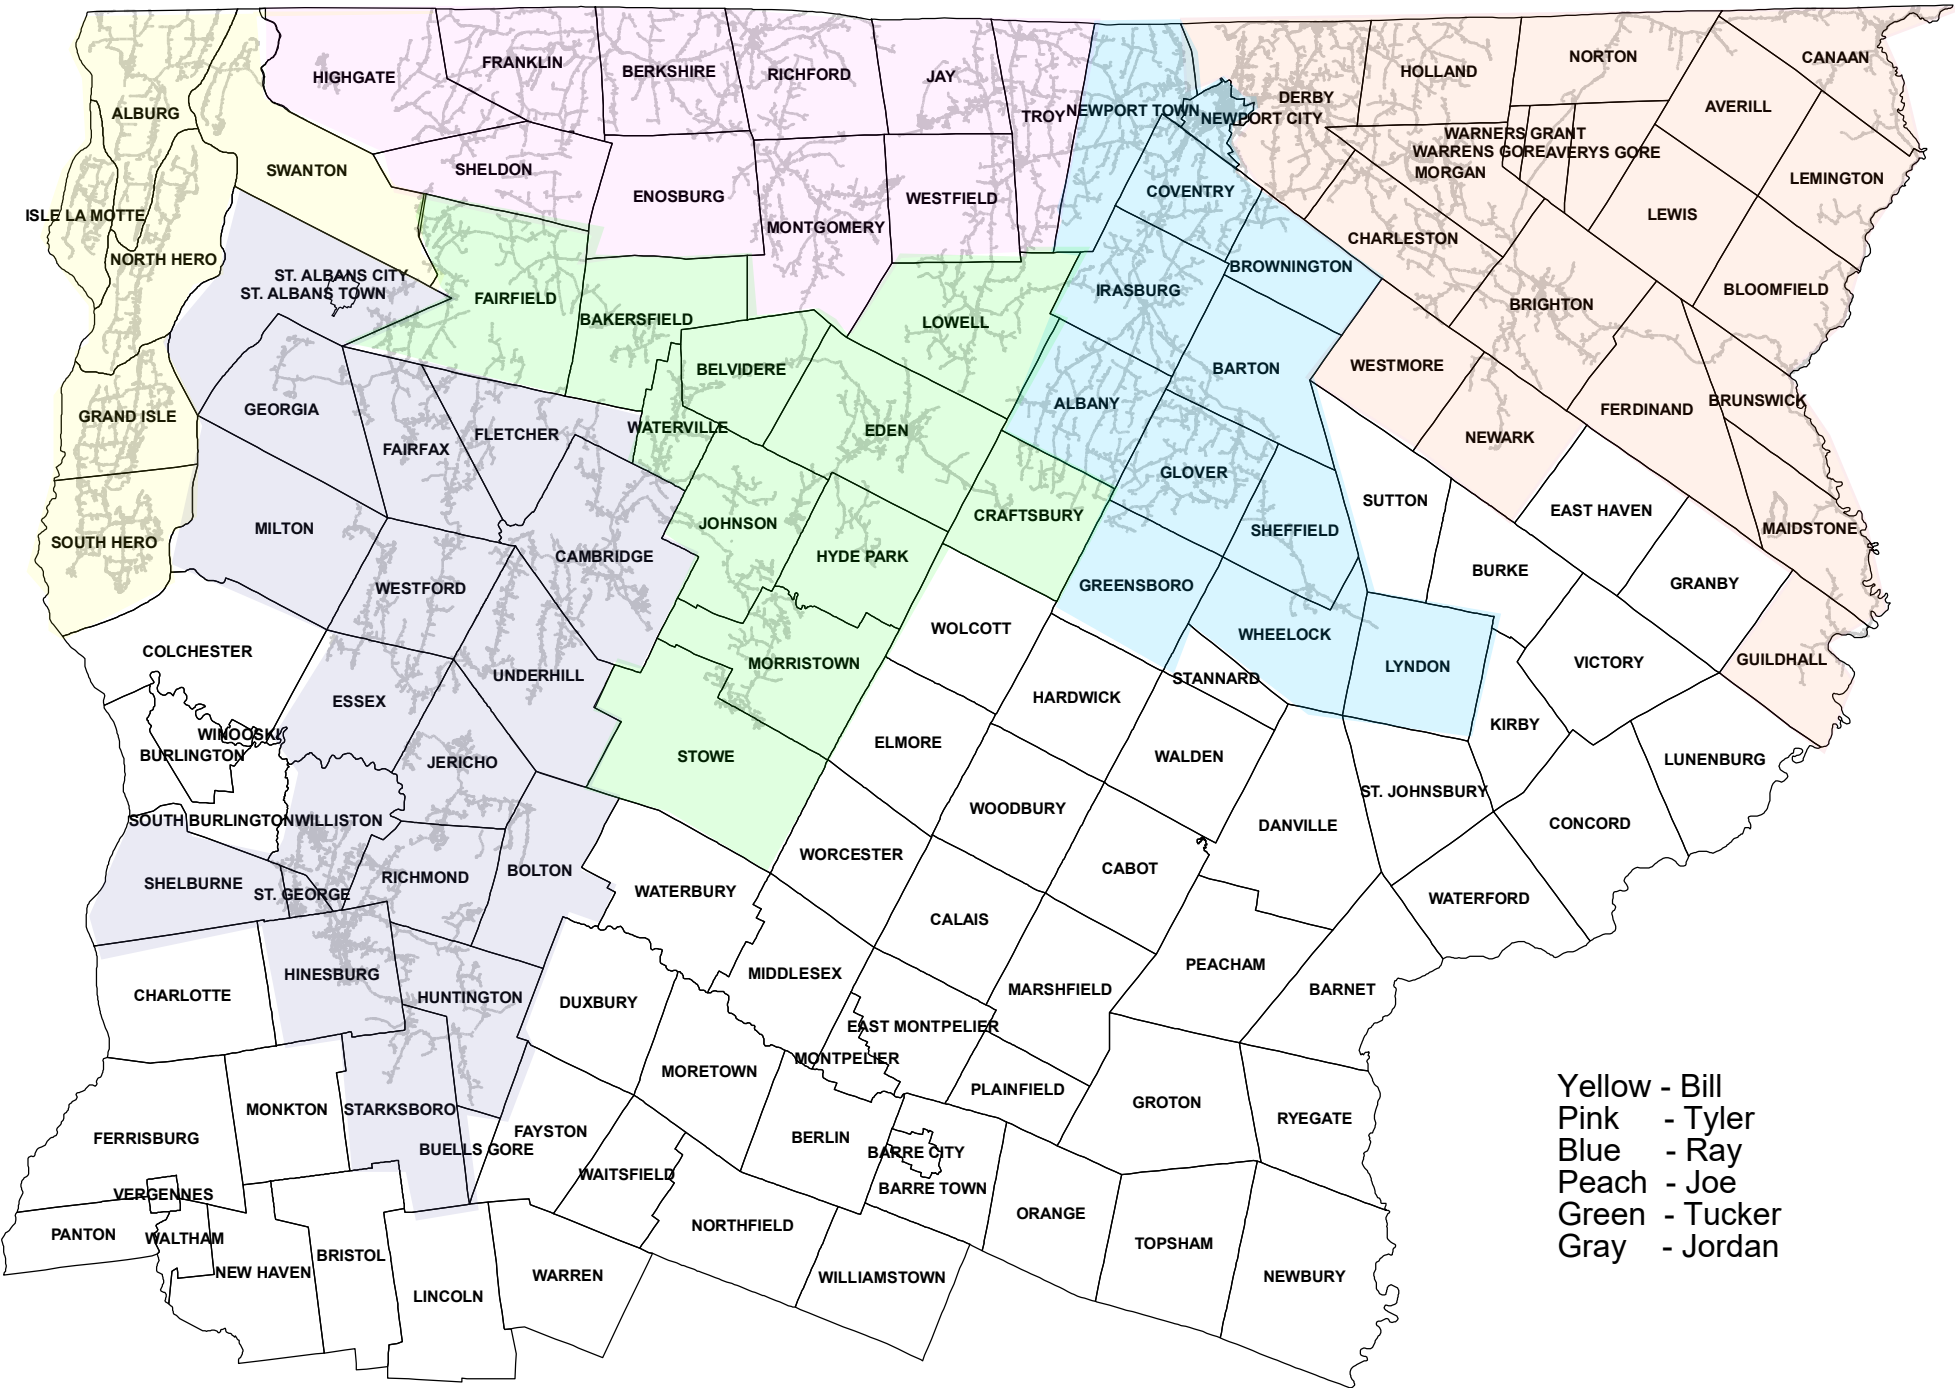 CANAAN
NORTON
FRANKLIN
HOLLAND
BERKSHIRE
RICHFORD
JAY
HIGHGATE
DERBY
AVERILL
NEWPORT TOWN
ALBURG
TROY
NEWPORT CITY
WARNERS GRANT
WARRENS GORE
AVERYS GORE
SWANTON
SHELDON
MORGAN
LEMINGTON
COVENTRY
ENOSBURG
WESTFIELD
ISLE LA MOTTE
LEWIS
MONTGOMERY
CHARLESTON
NORTH HERO
BROWNINGTON
ST. ALBANS CITY
ST. ALBANS TOWN
FAIRFIELD
IRASBURG
BLOOMFIELD
BRIGHTON
BAKERSFIELD
LOWELL
WESTMORE
BELVIDERE
BARTON
BRUNSWICK
ALBANY
GEORGIA
FERDINAND
GRAND ISLE
WATERVILLE
EDEN
FLETCHER
NEWARK
FAIRFAX
GLOVER
SUTTON
EAST HAVEN
CRAFTSBURY
JOHNSON
MILTON
SHEFFIELD
MAIDSTONE
SOUTH HERO
CAMBRIDGE
HYDE PARK
BURKE
GRANBY
WESTFORD
GREENSBORO
WOLCOTT
WHEELOCK
COLCHESTER
MORRISTOWN
VICTORY
GUILDHALL
LYNDON
UNDERHILL
STANNARD
HARDWICK
ESSEX
KIRBY
WINOOSKI
ELMORE
BURLINGTON
STOWE
WALDEN
JERICHO
LUNENBURG
ST. JOHNSBURY
WOODBURY
SOUTH BURLINGTON
WILLISTON
DANVILLE
CONCORD
WORCESTER
CABOT
BOLTON
RICHMOND
SHELBURNE
ST. GEORGE
WATERBURY
WATERFORD
CALAIS
PEACHAM
HINESBURG
MIDDLESEX
MARSHFIELD
BARNET
CHARLOTTE
HUNTINGTON
DUXBURY
EAST MONTPELIER
MONTPELIER
MORETOWN
PLAINFIELD
GROTON
MONKTON
STARKSBORO
RYEGATE
FERRISBURG
FAYSTON
BERLIN
BUELLS GORE
BARRE CITY
WAITSFIELD
BARRE TOWN
VERGENNES
ORANGE
NORTHFIELD
PANTON
WALTHAM
TOPSHAM
BRISTOL
NEW HAVEN
WARREN
WILLIAMSTOWN
NEWBURY
LINCOLN
Yellow - Bill
Pink - Tyler
Blue - Ray
Peach - Joe
Green - Tucker
Gray - Jordan